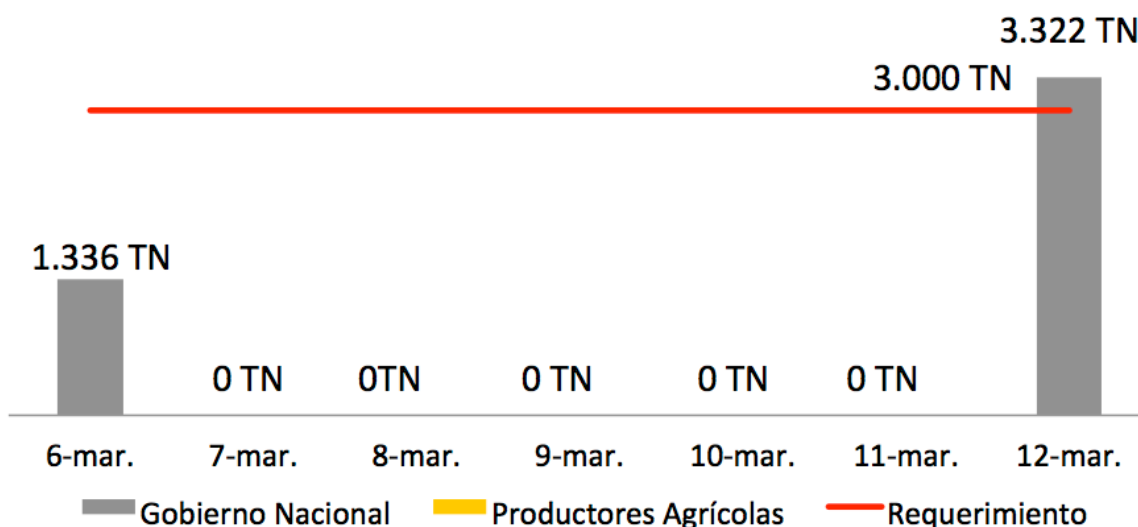 3.322 TN
3.000 TN
1.336 TN
0 TN 0TN 0 TN 0 TN 0 TN
6-mar. 7-mar. 8-mar. 9-mar. 10-mar. 11-mar. 12-mar.
Gobierno Nacional Productores Agrícolas Requerimiento